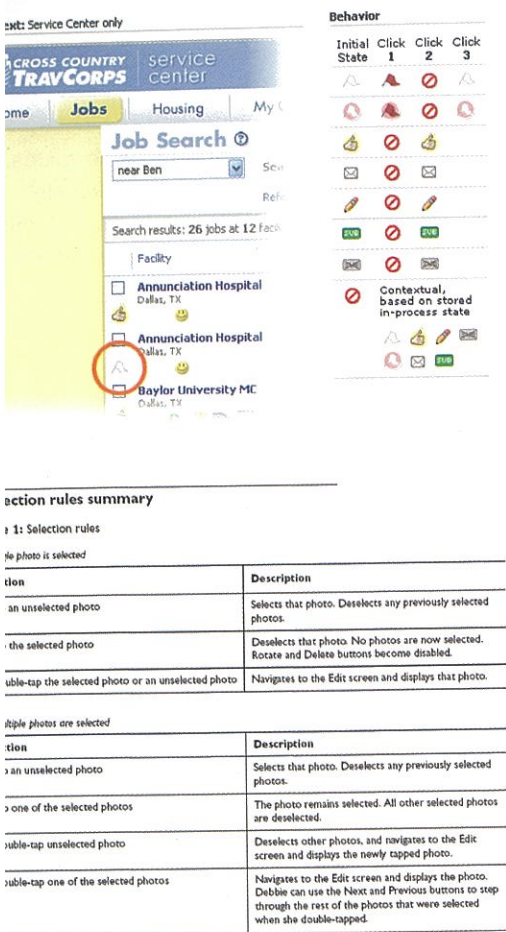 ext: Service Center only
CROSS COUNTRY
TRAVCORPS
service
center
ome
Jobs
Housing
My
Job Search
near Ben
Search results: 26 jobs at 12
Facility
Annunciation Hospital
Dallas, TX
Annunciation Hospital
Dallas, TX
Baylor University MC
Dallas, TX
Behavior
Initial State Click 1 Click 2 Click 3
SUB SUB
Contextual,
based on stored
in-process state
SUB
ection rules summary
e 1: Selection rules
gle photo is selected
tion Description
an unselected photo Selects that photo. Deselects any previously selected
photos.
the selected photo Deselects that photo. No photos are now selected.
Rotate and Delete buttons become disabled.
uble-tap the selected photo or an unselected photo Navigates to the Edit screen and displays that photo.
ltiple photos are selected
tion Description
an unselected photo Selects that photo. Deselects any previously selected
photos.
one of the selected photos The photo remains selected. All other selected photos
are deselected.
ouble-tap unselected photo Deselects other photos, and navigates to the Edit
screen and displays the newly tapped photo.
ouble-tap one of the selected photos Navigates to the Edit screen and displays the photo.
Debbie can use the Next and Previous buttons to step
through the rest of the photos that were selected
when she double-tapped.